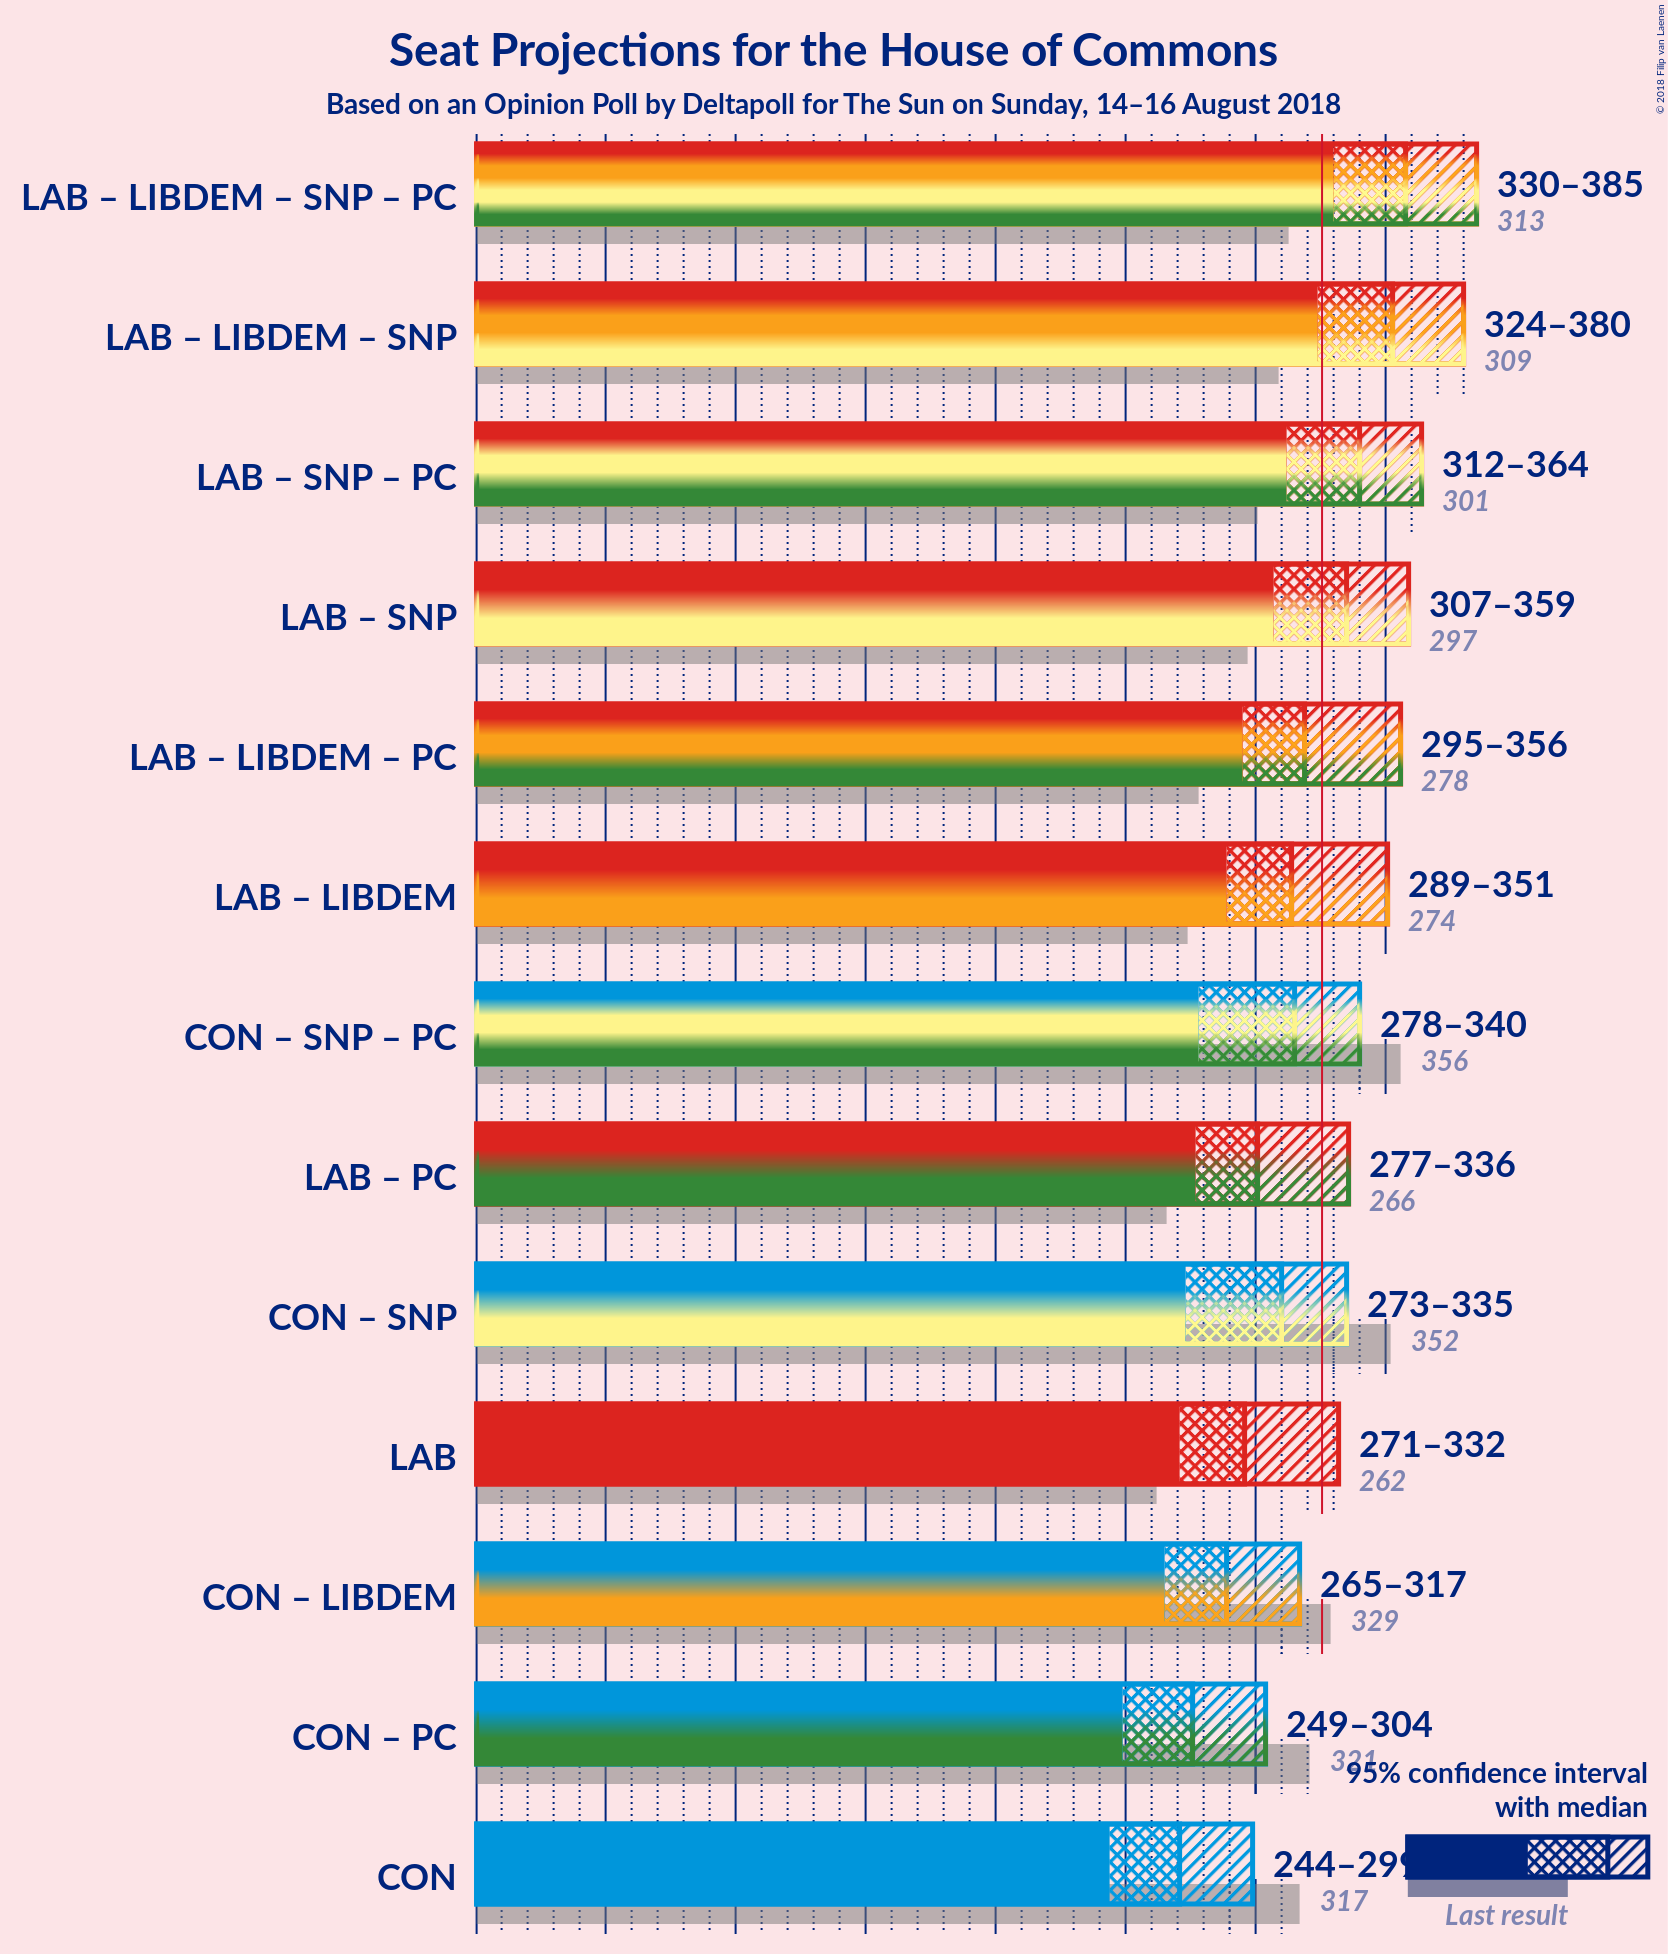 Seat Projections for the House of Commons
Based on an Opinion Poll by Deltapoll for The Sun on Sunday, 14–16 August 2018
© 2018 Filip van Laenen
LAB – LIBDEM – SNP – PC
330–385
313
LAB – LIBDEM – SNP
324–380
309
LAB – SNP – PC
312–364
301
LAB – SNP
307–359
297
LAB – LIBDEM – PC
295–356
278
LAB – LIBDEM
289–351
274
CON – SNP – PC
278–340
356
LAB – PC
277–336
266
CON – SNP
273–335
352
LAB
271–332
262
CON – LIBDEM
265–317
329
CON – PC
249–304
321
95% confidence interval
with median
CON
244–299
317
Last result